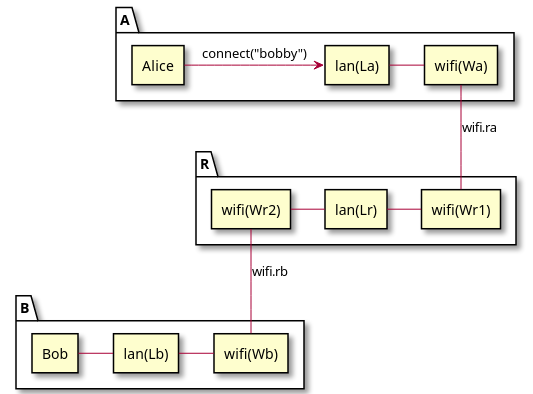 A
Alice
connect("bobby")
lan(La)
wifi(Wa)
wifi.ra
R
wifi(Wr2)
lan(Lr)
wifi(Wr1)
wifi.rb
B
Bob
lan(Lb)
wifi(Wb)